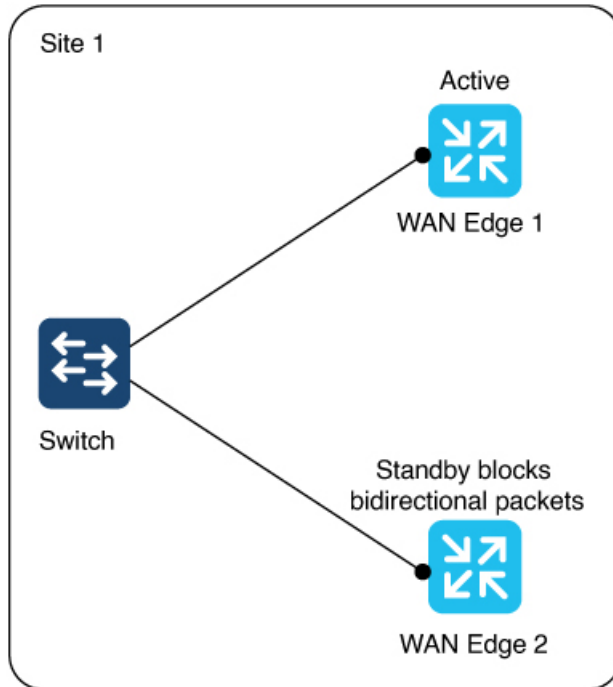 Site 1
Active
WAN Edge 1
Switch
Standby blocks
bidirectional packets
WAN Edge 2